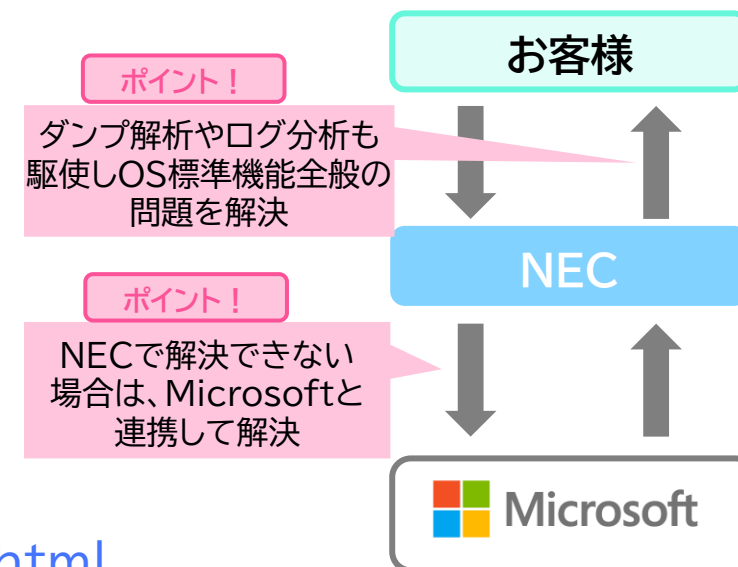 お客様
ポイント！
ダンプ解析やログ分析も
駆使しOS標準機能全般の
問題を解決
NEC
ポイント！
NECで解決できない
場合は、Microsoftと
連携して解決
Microsoft
html